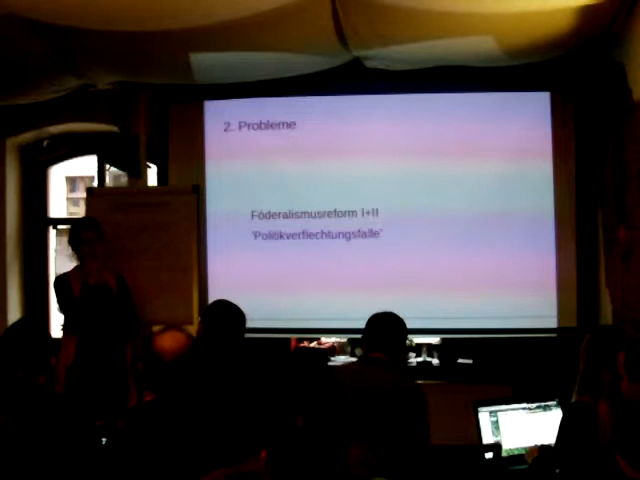 2. Probleme
Föderalismusreform I+II
'Politikverflechtungsfalle'